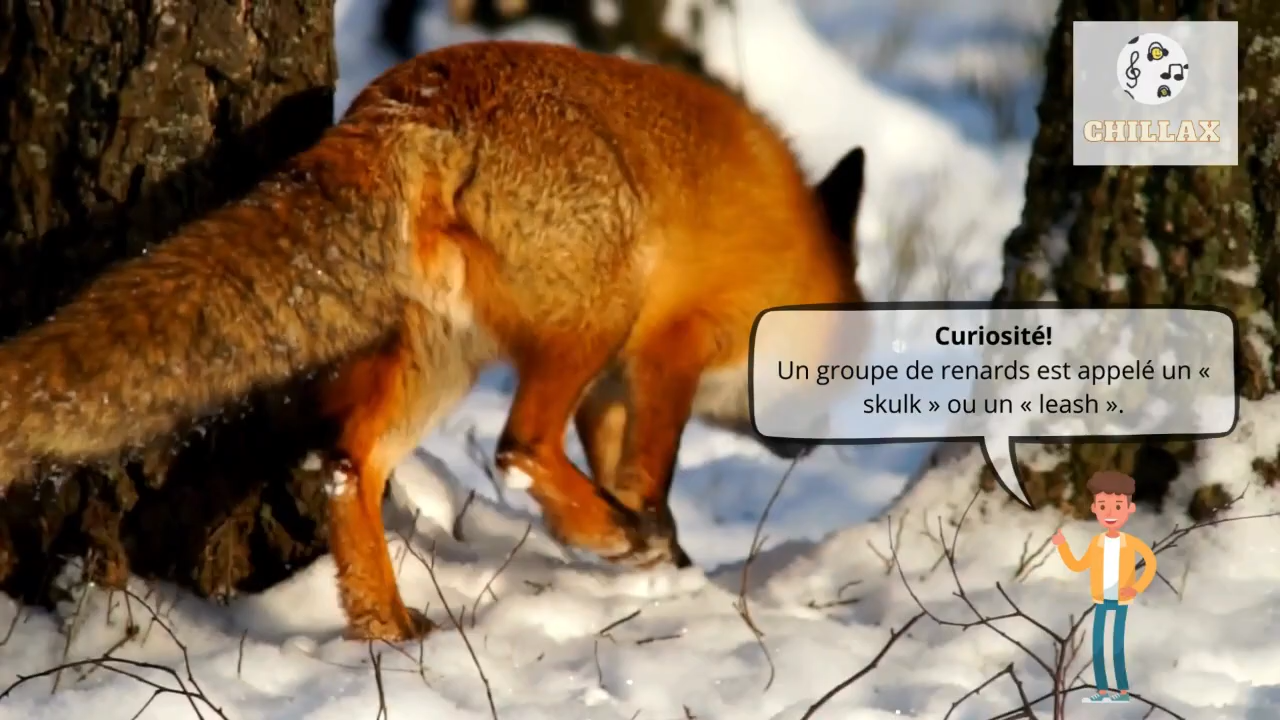 CHILLAX
Curiosité!
Un groupe de renards est appelé un «
skulk » ou un « leash ».